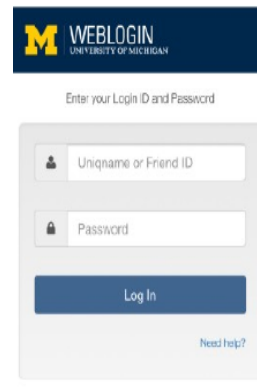 M WEBLOGIN
UNIVERSITY OF MICHIGAN
Enter your Login ID and Password
Uniqname or Friend ID
Password
Log In
Need help?